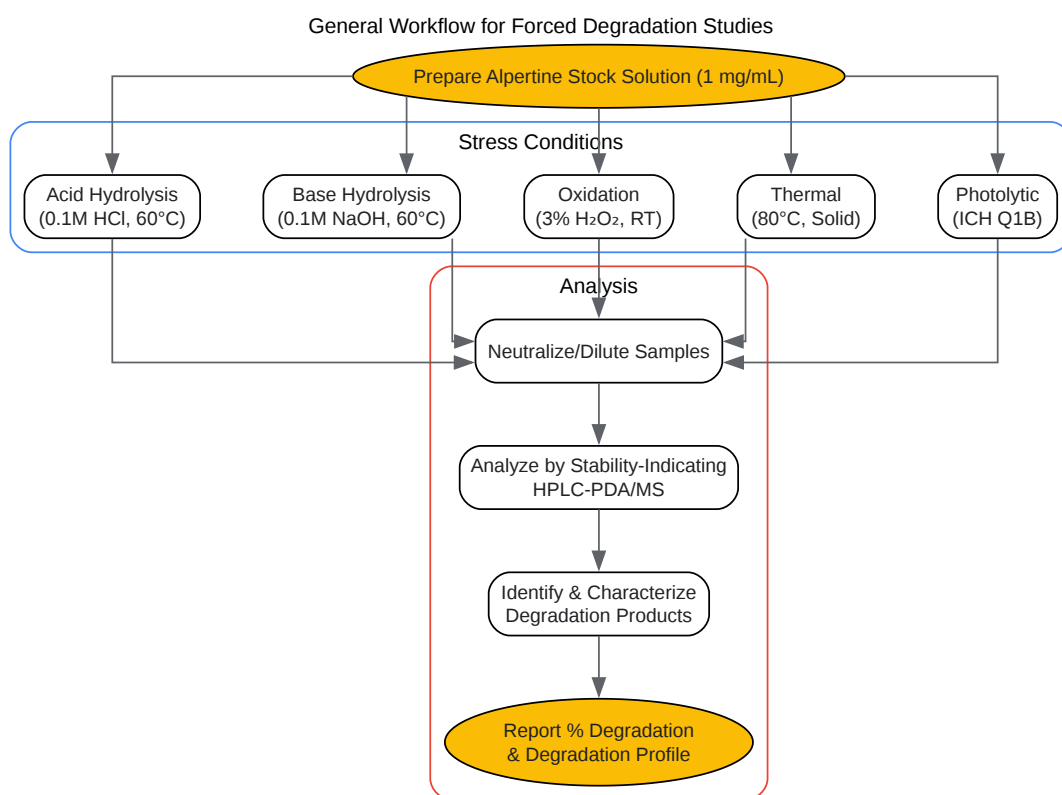 General Workflow for Forced Degradation Studies
Prepare Alpertine Stock Solution (1 mg/mL)
Stress Conditions
Acid Hydrolysis
(0.1M HCl, 60°C)
Base Hydrolysis
(0.1M NaOH, 60°C)
Oxidation
(3% H₂O₂, RT)
Thermal
(80°C, Solid)
Photolytic
(ICH Q1B)
Analysis
Neutralize/Dilute Samples
Analyze by Stability-Indicating
HPLC-PDA/MS
Identify & Characterize
Degradation Products
Report % Degradation
& Degradation Profile